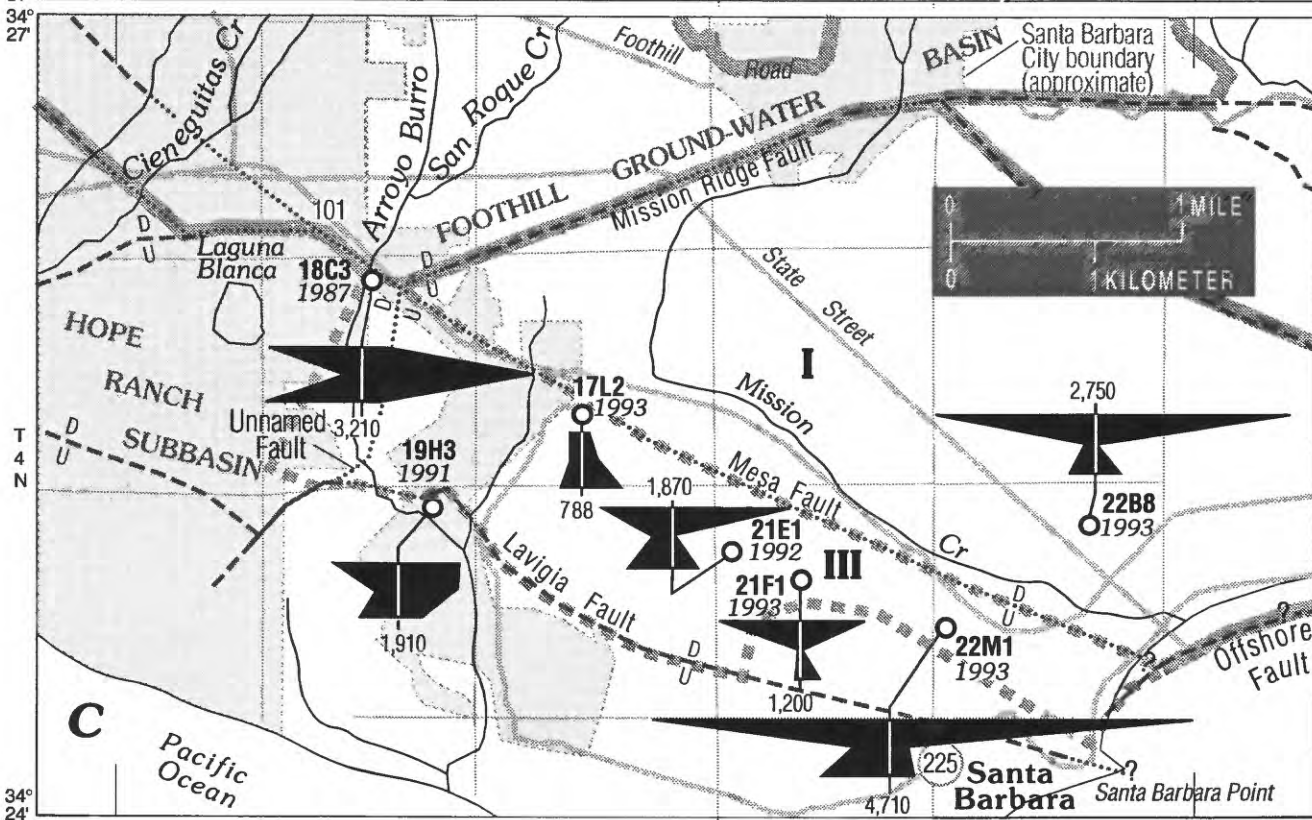 34°
27'
Cieneguitas Cr
Arroyo Burro
San Roque Cr
Foothill
Road
BASIN
Santa Barbara
City boundary
(approximate)
FOOTHILL GROUND-WATER
Mission Ridge Fault
101
D
U
Laguna
Blanca
18C3
1987
D
U
D
U
0 1 MILE
0 1 KILOMETER
State Street
HOPE
RANCH
SUBBASIN
I
Mission
Cr
17L2
1993
2,750
Unnamed
Fault
3,210
19H3
1991
T
4
N
D
U
788
1,870
Mesa Fault
22B8
1993
21E1
1992
III
21F1
1993
Lavigia Fault
D
U
D
U
?
22M1
1993
?
Offshore
Fault
1,910
1,200
C
Pacific
Ocean
225
Santa
Barbara
?
Santa Barbara Point
4,710
34°
24'